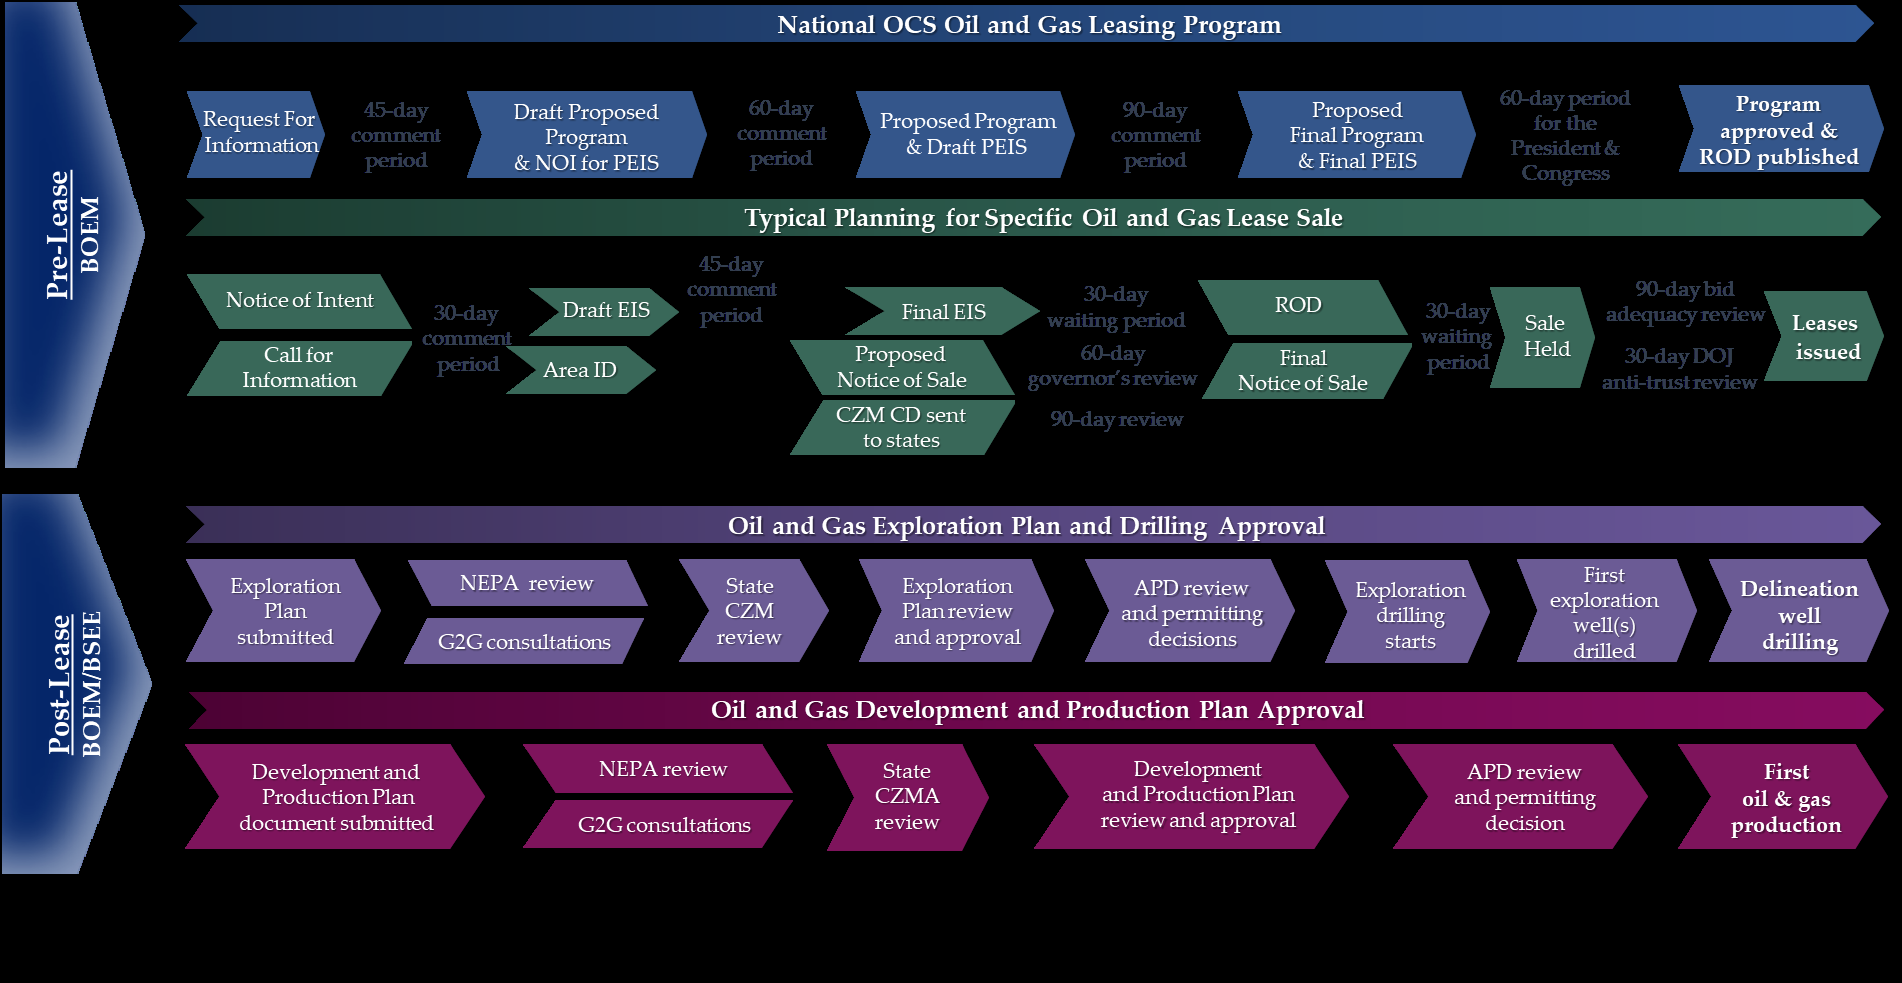 Pre-Lease
BOEM
National OCS Oil and Gas Leasing Program
Request For
Information
45-day
comment
period
Draft Proposed
Program
& NOI for PEIS
60-day
comment
period
Proposed Program
& Draft PEIS
90-day
comment
period
Proposed
Final Program
& Final PEIS
60-day period
for the
President &
Congress
Program
approved &
ROD published
Typical Planning for Specific Oil and Gas Lease Sale
Notice of Intent
Call for
Information
30-day
comment
period
Draft EIS
Area ID
45-day
comment
period
Final EIS
Proposed
Notice of Sale
CZM CD sent
to states
30-day
waiting period
60-day
governor's review
90-day review
ROD
Final
Notice of Sale
30-day
waiting
period
Sale
Held
90-day bid
adequacy review
30-day DOJ
anti-trust review
Leases
issued
Post-Lease
BOEM/BSEE
Oil and Gas Exploration Plan and Drilling Approval
Exploration
Plan
submitted
NEPA review
G2G consultations
State
CZM
review
Exploration
Plan review
and approval
APD review
and permitting
decisions
Exploration
drilling
starts
First
exploration
well(s)
drilled
Delineation
well
drilling
Oil and Gas Development and Production Plan Approval
Development and
Production Plan
document submitted
NEPA review
G2G consultations
State
CZMA
review
Development
and Production Plan
review and approval
APD review
and permitting
decision
First
oil & gas
production